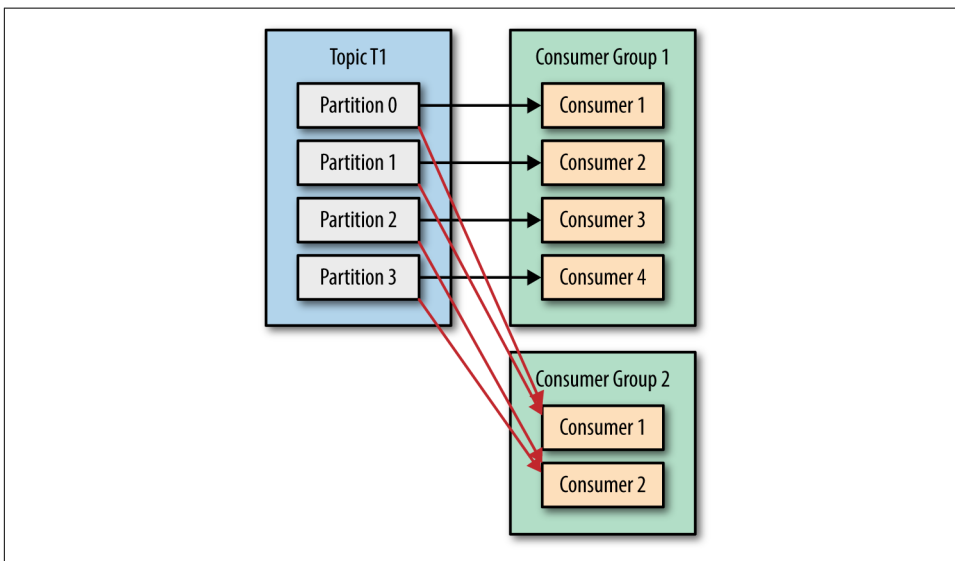 Topic T1
Partition 0
Partition 1
Partition 2
Partition 3
Consumer Group 1
Consumer 1
Consumer 2
Consumer 3
Consumer 4
Consumer Group 2
Consumer 1
Consumer 2